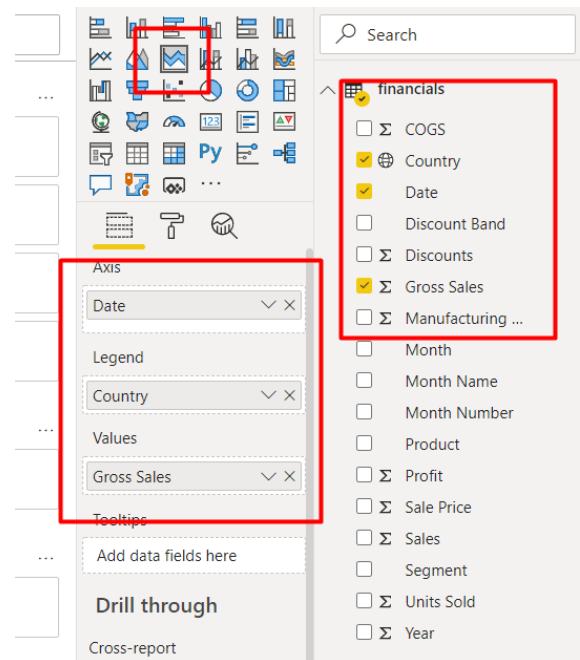 123
Py
Axis
Date
Legend
Country
Values
Gross Sales
Tooltips
Add data fields here
Drill through
Cross-report
Search
financials
Σ COGS
Country
Date
Discount Band
Σ Discounts
Σ Gross Sales
Σ Manufacturing ...
Month
Month Name
Month Number
Product
Σ Profit
Σ Sale Price
Σ Sales
Segment
Σ Units Sold
Σ Year